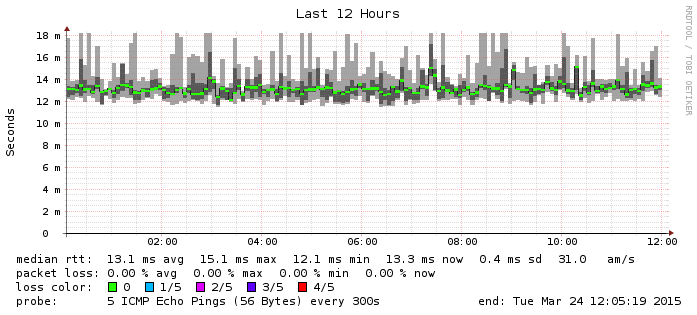 Last 12 Hours
RRDTOOL / TOBI OETIKER
Seconds
18 m
16 m
14 m
12 m
10 m
8 m
6 m
4 m
2 m
0
02:00 04:00 06:00 08:00 10:00 12:00
median rtt: 13.1 ms avg 15.1 ms max 12.1 ms min 13.3 ms now 0.4 ms sd 31.0 am/s
packet loss: 0.00 % avg 0.00 % max 0.00 % min 0.00 % now
loss color: 0 1/5 2/5 3/5 4/5
probe: 5 ICMP Echo Pings (56 Bytes) every 300s end: Tue Mar 24 12:05:19 2015